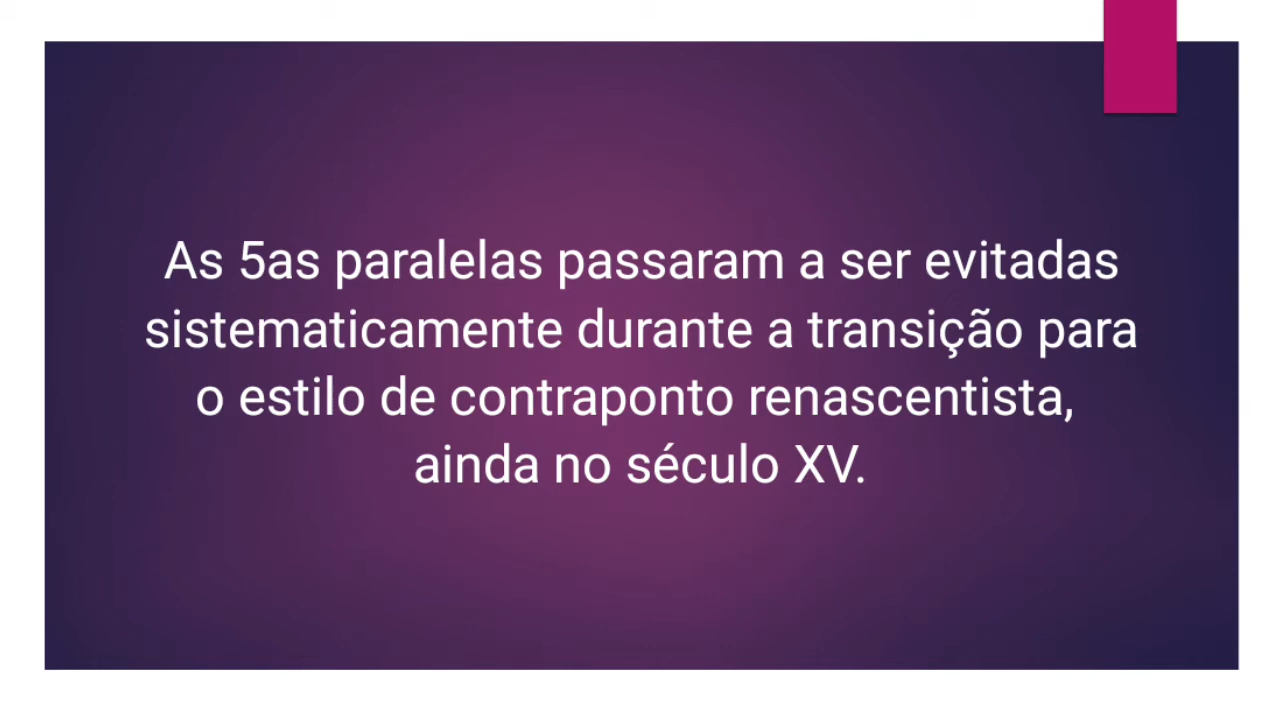 As 5as paralelas passaram a ser evitadas
sistematicamente durante a transição para
o estilo de contraponto renascentista,
ainda no século XV.